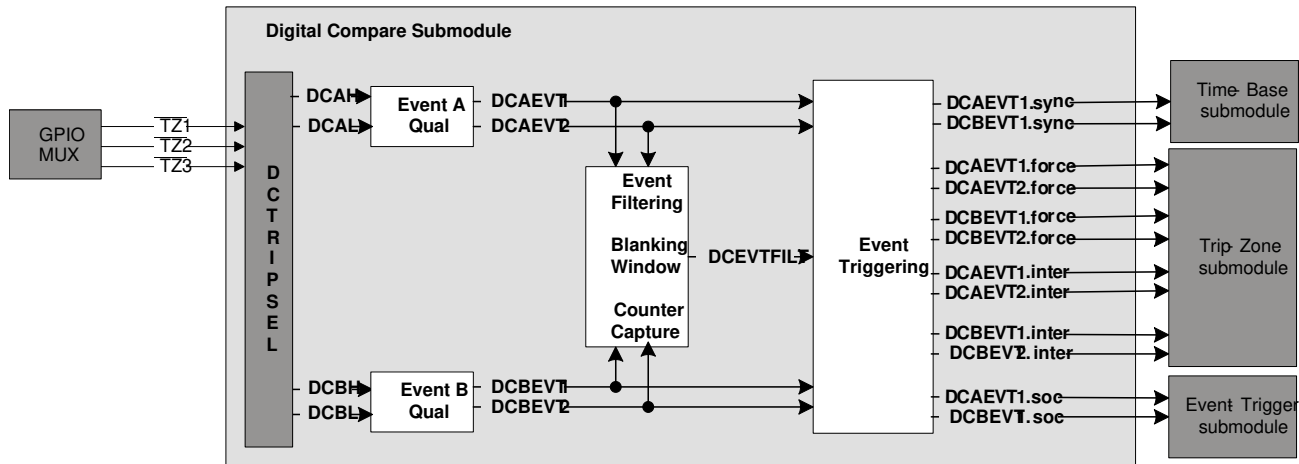 Digital Compare Submodule
GPIO
MUX
TZ1
TZ2
TZ3
D
C
T
R
I
P
S
E
L
DCAH
DCAL
Event A
Qual
DCAEVT1
DCAEVT2
Event
Filtering
Blanking
Window
Counter
Capture
DCEVTFILT
DCBH
DCBL
Event B
Qual
DCBEVT1
DCBEVT2
Event
Triggering
DCAEVT1.sync
DCBEVT1.sync
DCAEVT1.force
DCAEVT2.force
DCBEVT1.force
DCBEVT2.force
DCAEVT1.inter
DCAEVT2.inter
DCBEVT1.inter
DCBEVT2.inter
DCAEVT1.soc
DCBEVT1.soc
Time-Base
submodule
Trip-Zone
submodule
Event-Trigger
submodule